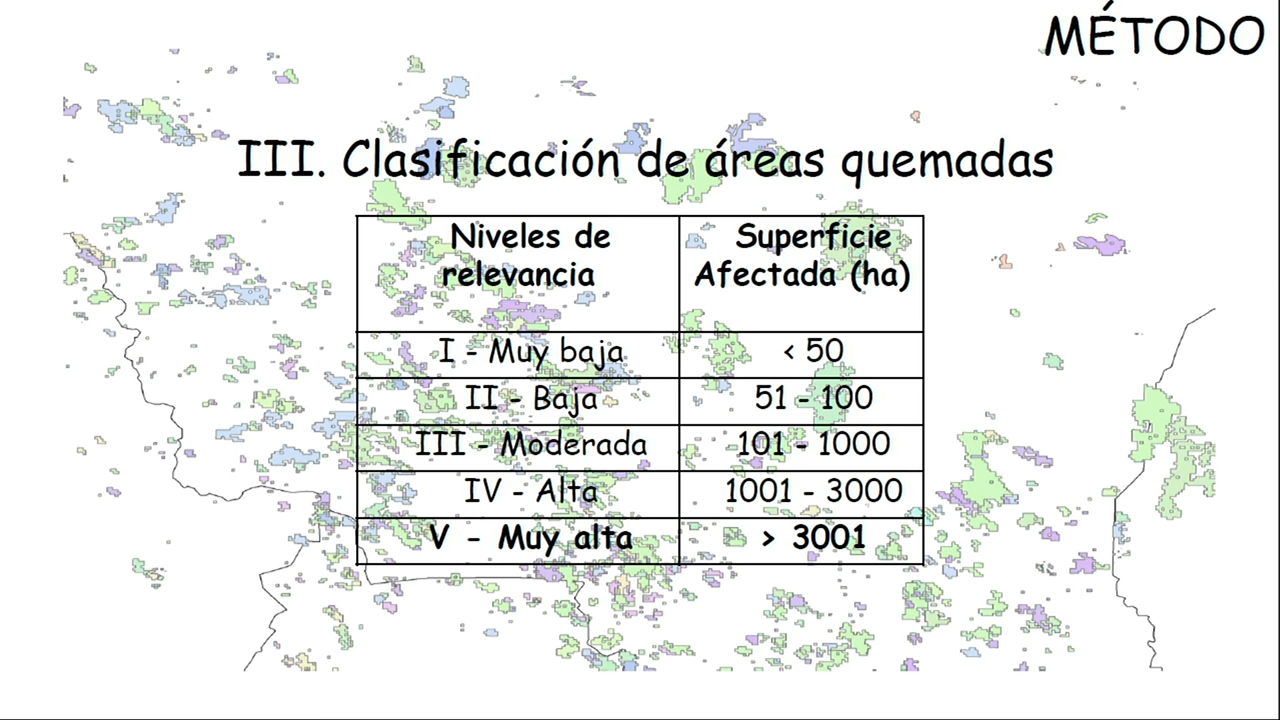 MÉTODO
III. Clasificación de áreas quemadas
Niveles de relevancia
Superficie Afectada (ha)
I - Muy baja
< 50
II - Baja
51 - 100
III - Moderada
101 - 1000
IV - Alta
1001 - 3000
V - Muy alta
> 3001